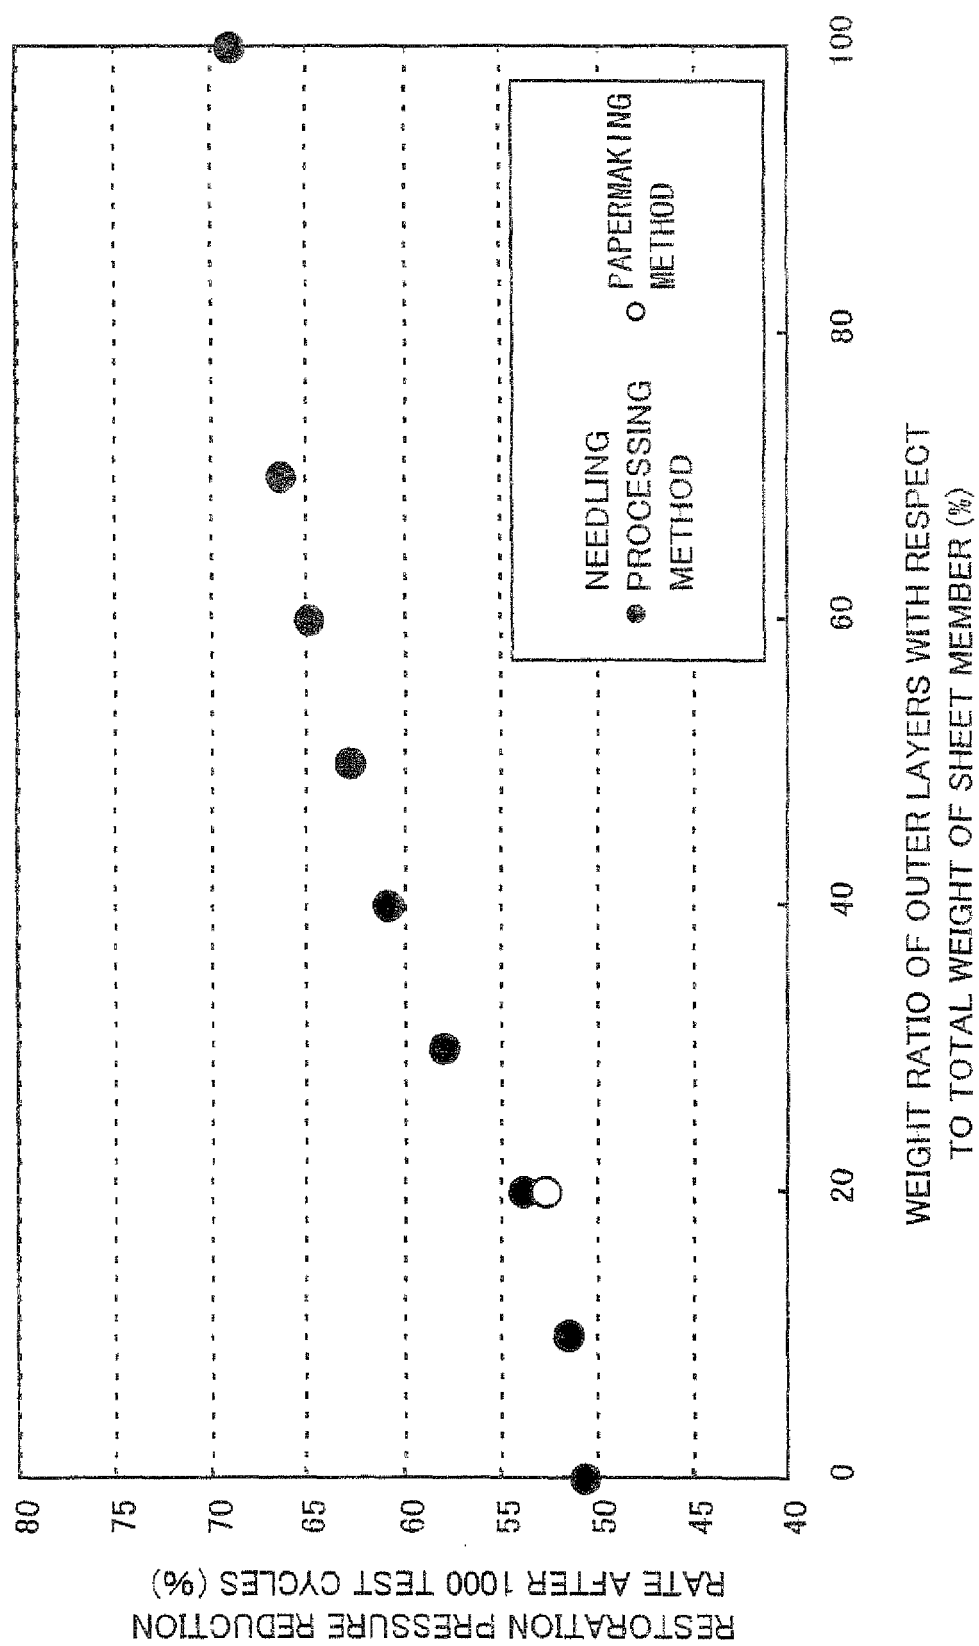 RESTORATION PRESSURE REDUCTION
RATE AFTER 1000 TEST CYCLES (%)
80
75
70
65
60
55
50
45
40
0
20
40
60
80
100
NEEDLING
PROCESSING
METHOD
PAPERMAKING
METHOD
WEIGHT RATIO OF OUTER LAYERS WITH RESPECT
TO TOTAL WEIGHT OF SHEET MEMBER (%)